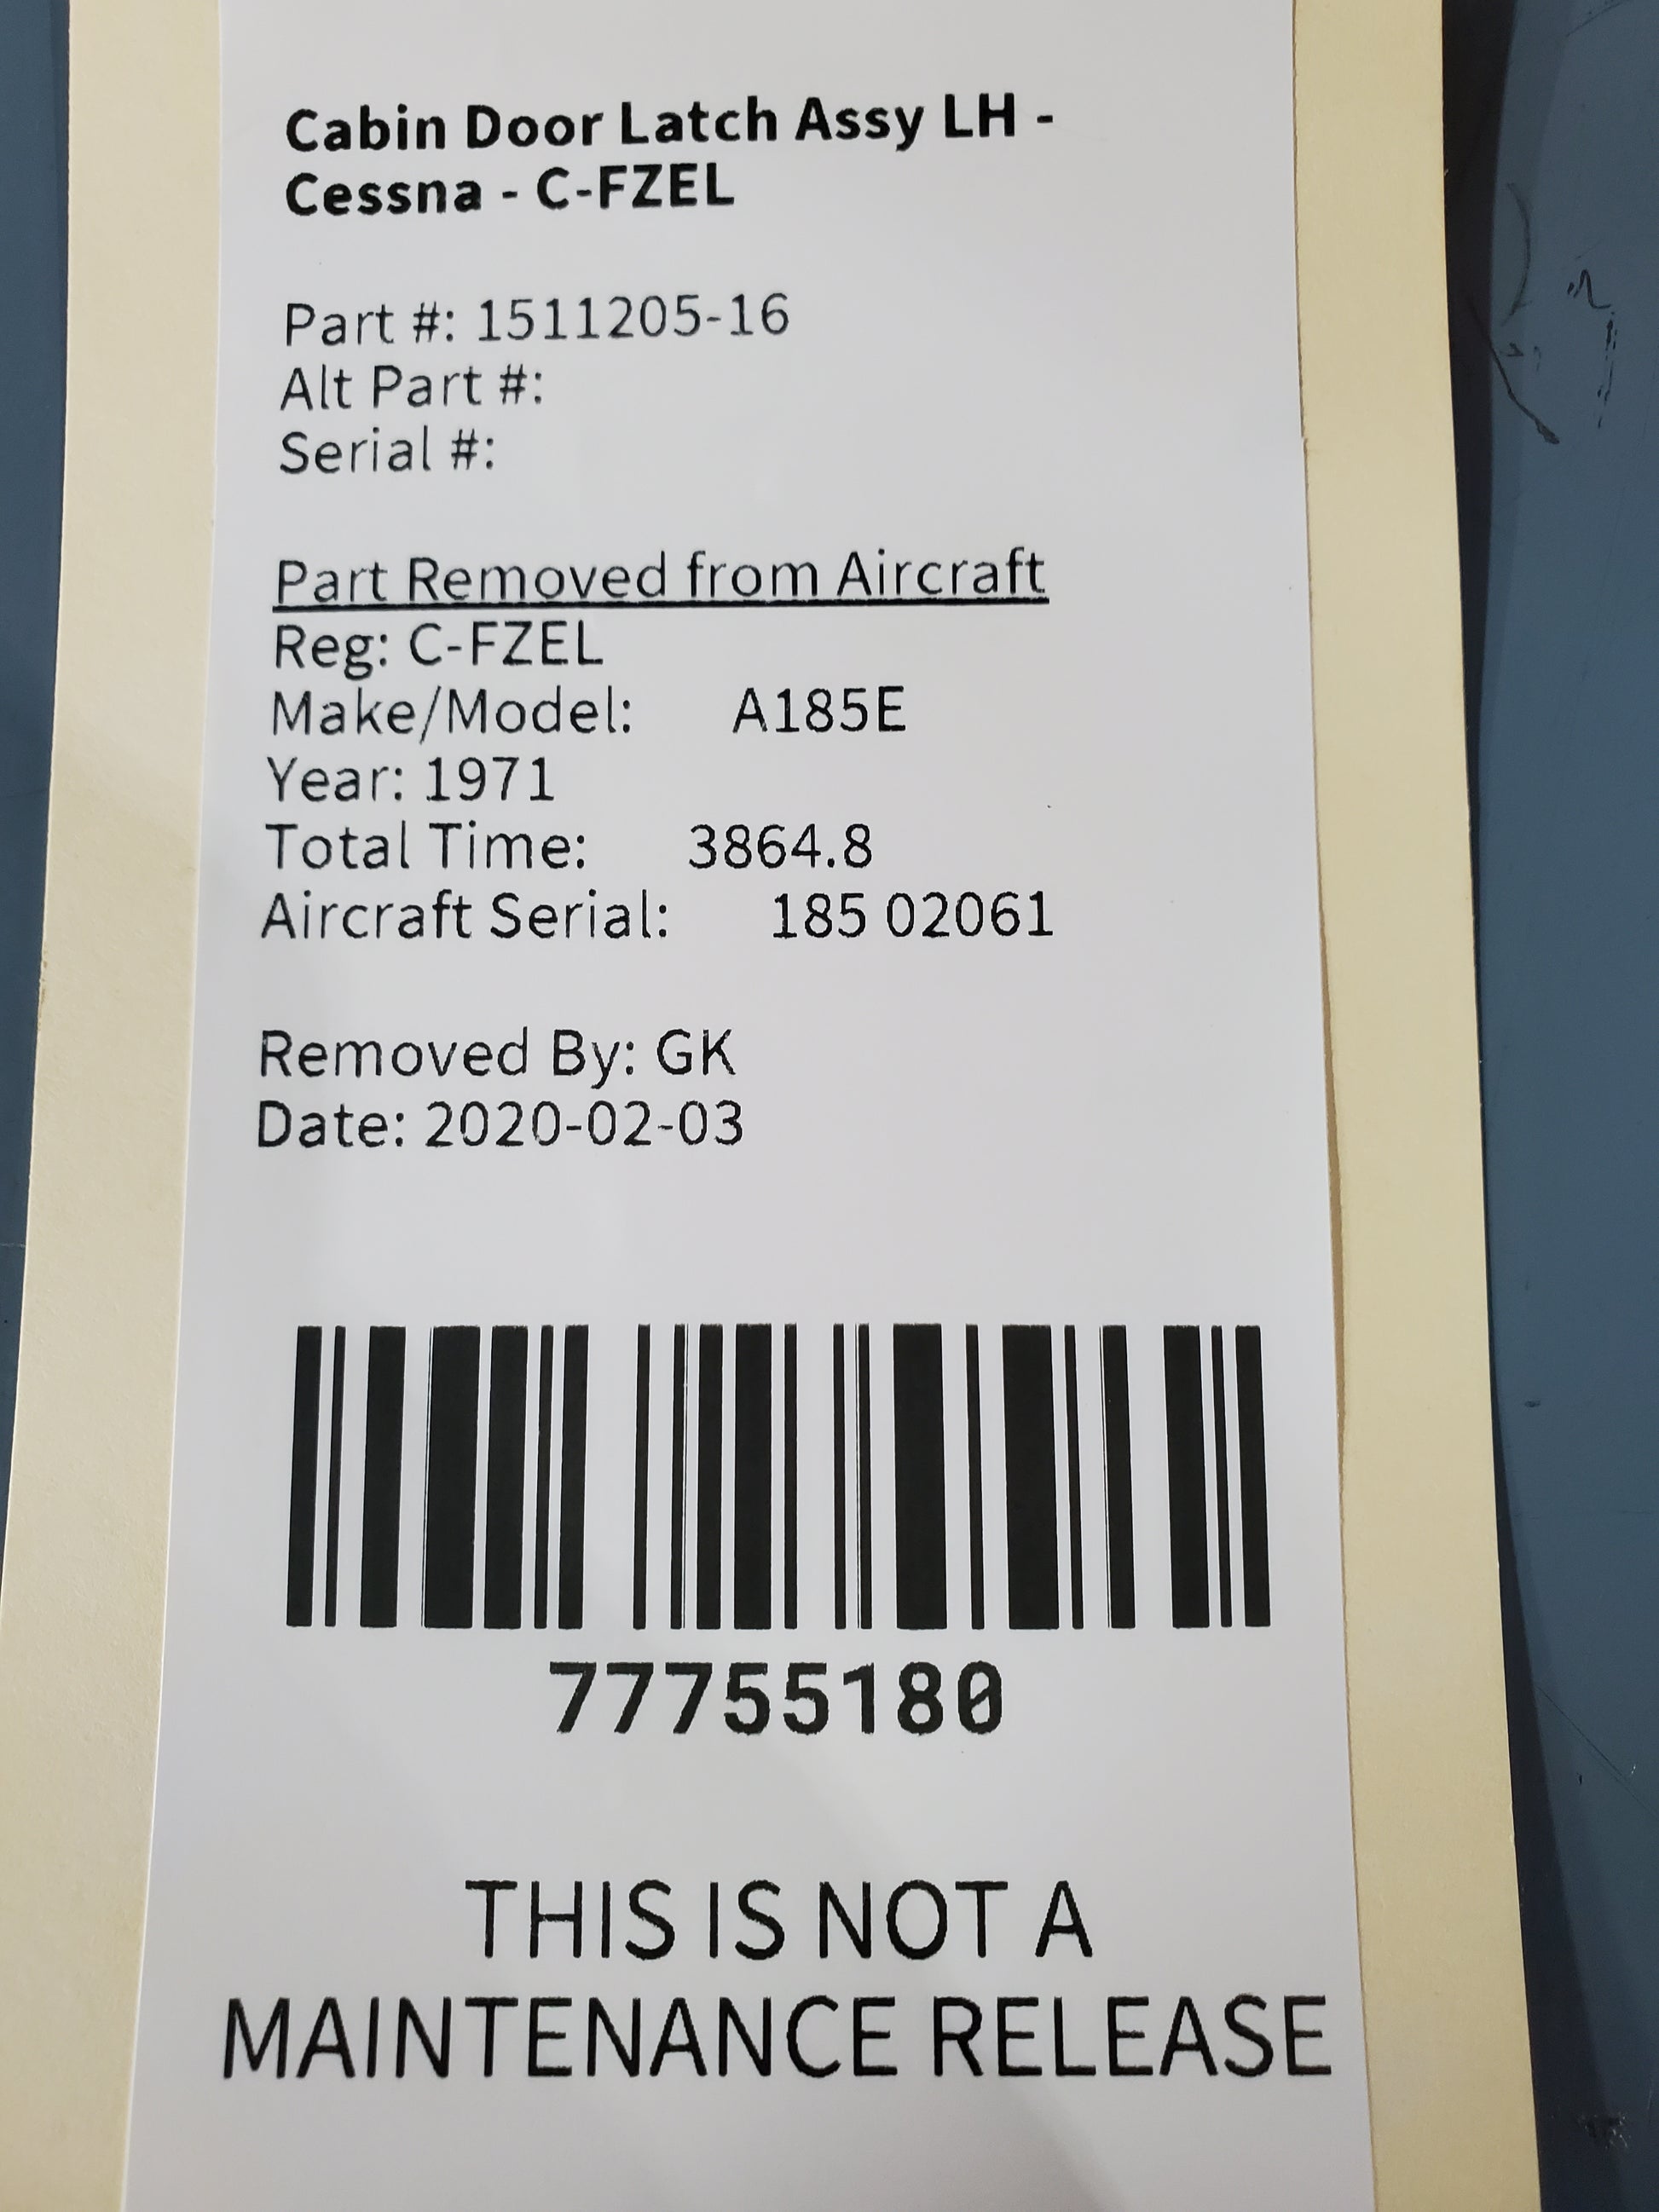 Cabin Door Latch Assy LH -
Cessna - C-FZEL
Part #: 1511205-16
Alt Part #:
Serial #:
Part Removed from Aircraft
Reg: C-FZEL
Make/Model: A185E
Year: 1971
Total Time: 3864.8
Aircraft Serial: 185 02061
Removed By: GK
Date: 2020-02-03
77755180
THIS IS NOT A
MAINTENANCE RELEASE